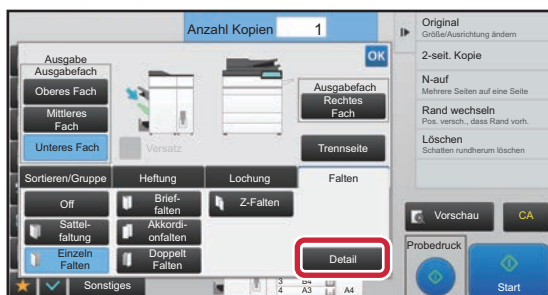 Anzahl Kopien 1
Ausgabe
Ausgabefach
Oberes Fach
Mittleres
Fach
Unteres Fach
Versatz
OK
Ausgabefach
Rechtes
Fach
Trennseite
Sortieren/Gruppe
Heftung
Lochung
Falten
Off
Brief-
falten
Z-Falten
Sattel-
faltung
Akkordi-
onfalten
Einzeln
Falten
Doppelt
Falten
Detail
Sonstiges
3 B4
4 A3
A4
Original
Größe/Ausrichtung ändern
2-seit. Kopie
N-auf
Mehrere Seiten auf eine Seite
Rand wechseln
Pos. versch., dass Rand vorh.
Löschen
Schatten rundherum löschen
Vorschau
CA
Probedruck
Start